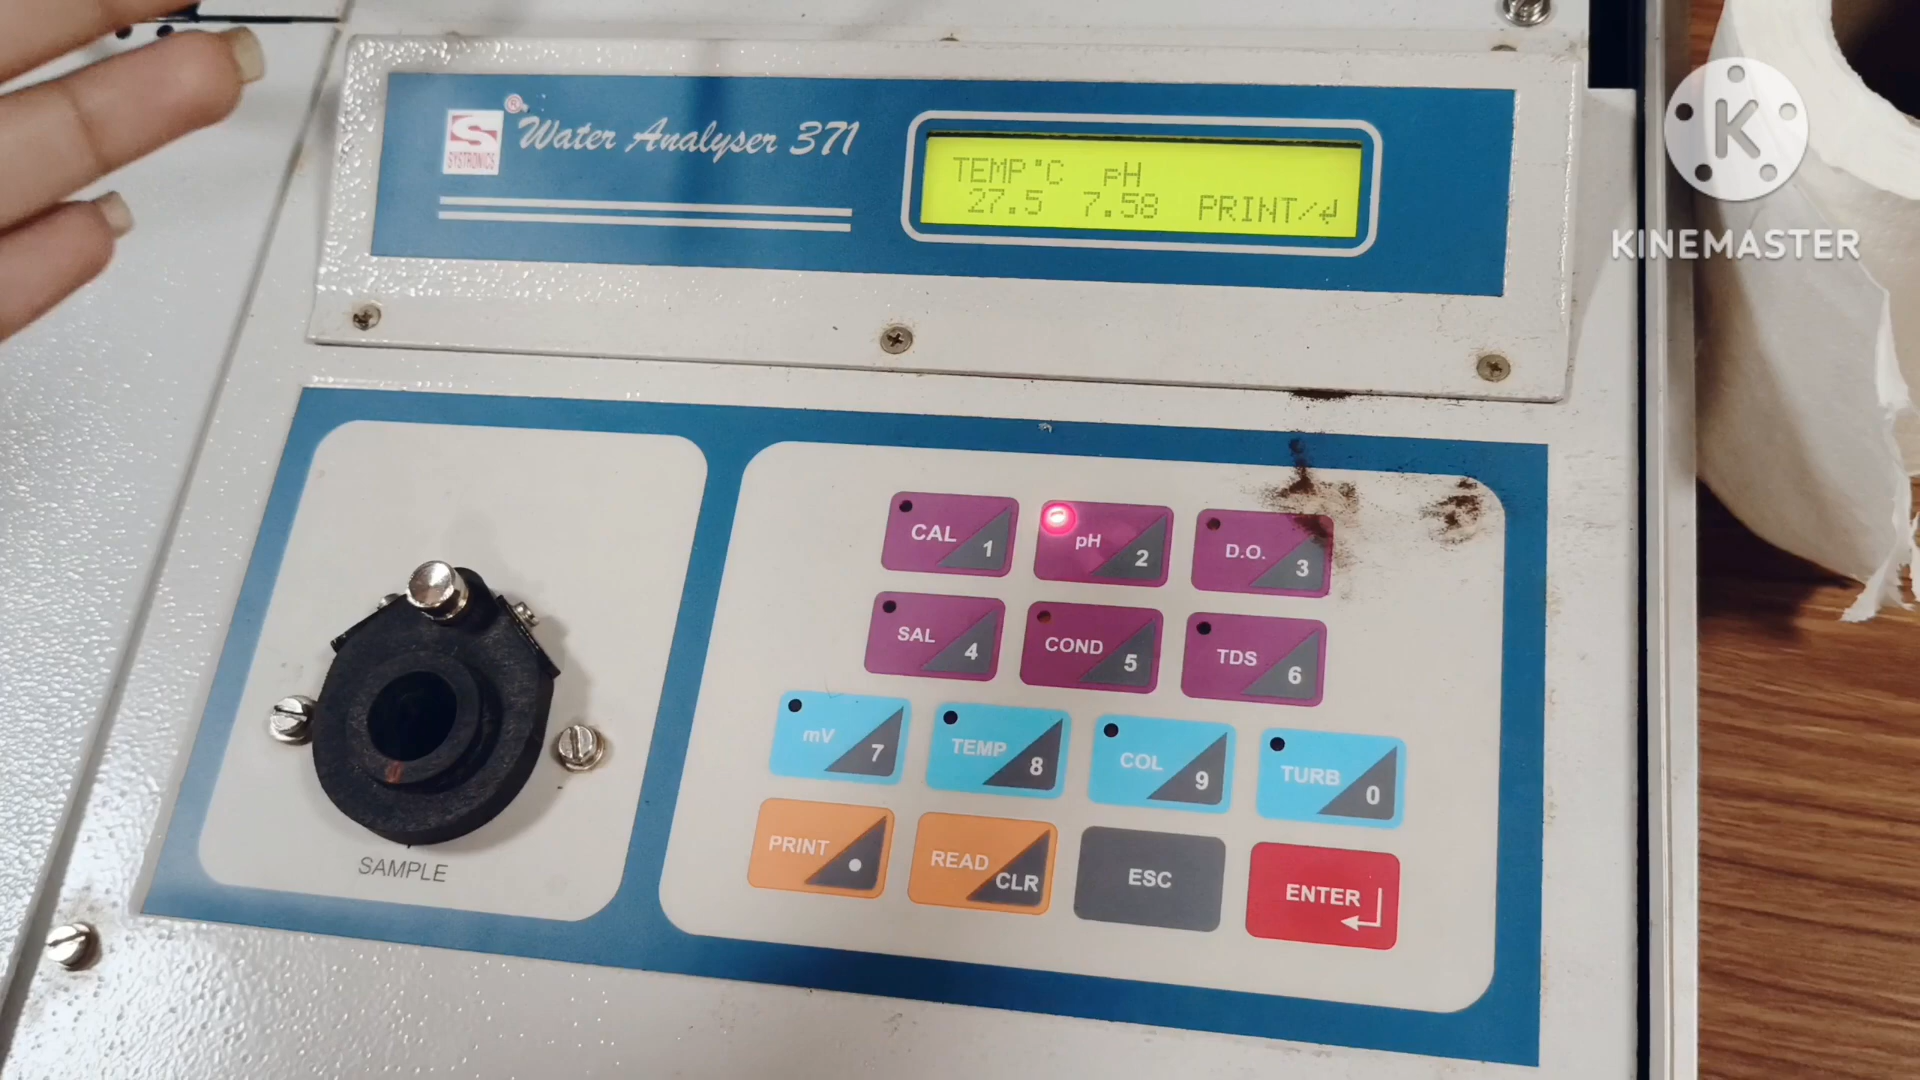 SYSTRONICS
®
Water Analyser 371
TEMP°C pH
27.5 7.58 PRINT/↲
K
KINEMASTER
CAL 1
pH 2
D.O. 3
SAL 4
COND 5
TDS 6
mV 7
TEMP 8
COL 9
TURB 0
PRINT •
READ CLR
ESC
ENTER
SAMPLE